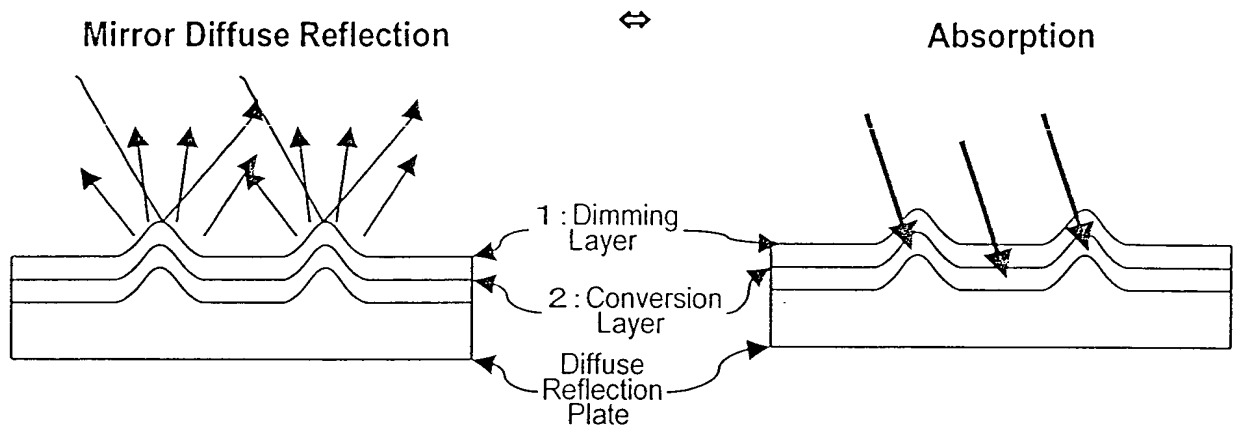 Mirror Diffuse Reflection
⇔
Absorption
1 : Dimming
Layer
2 : Conversion
Layer
Diffuse
Reflection
Plate